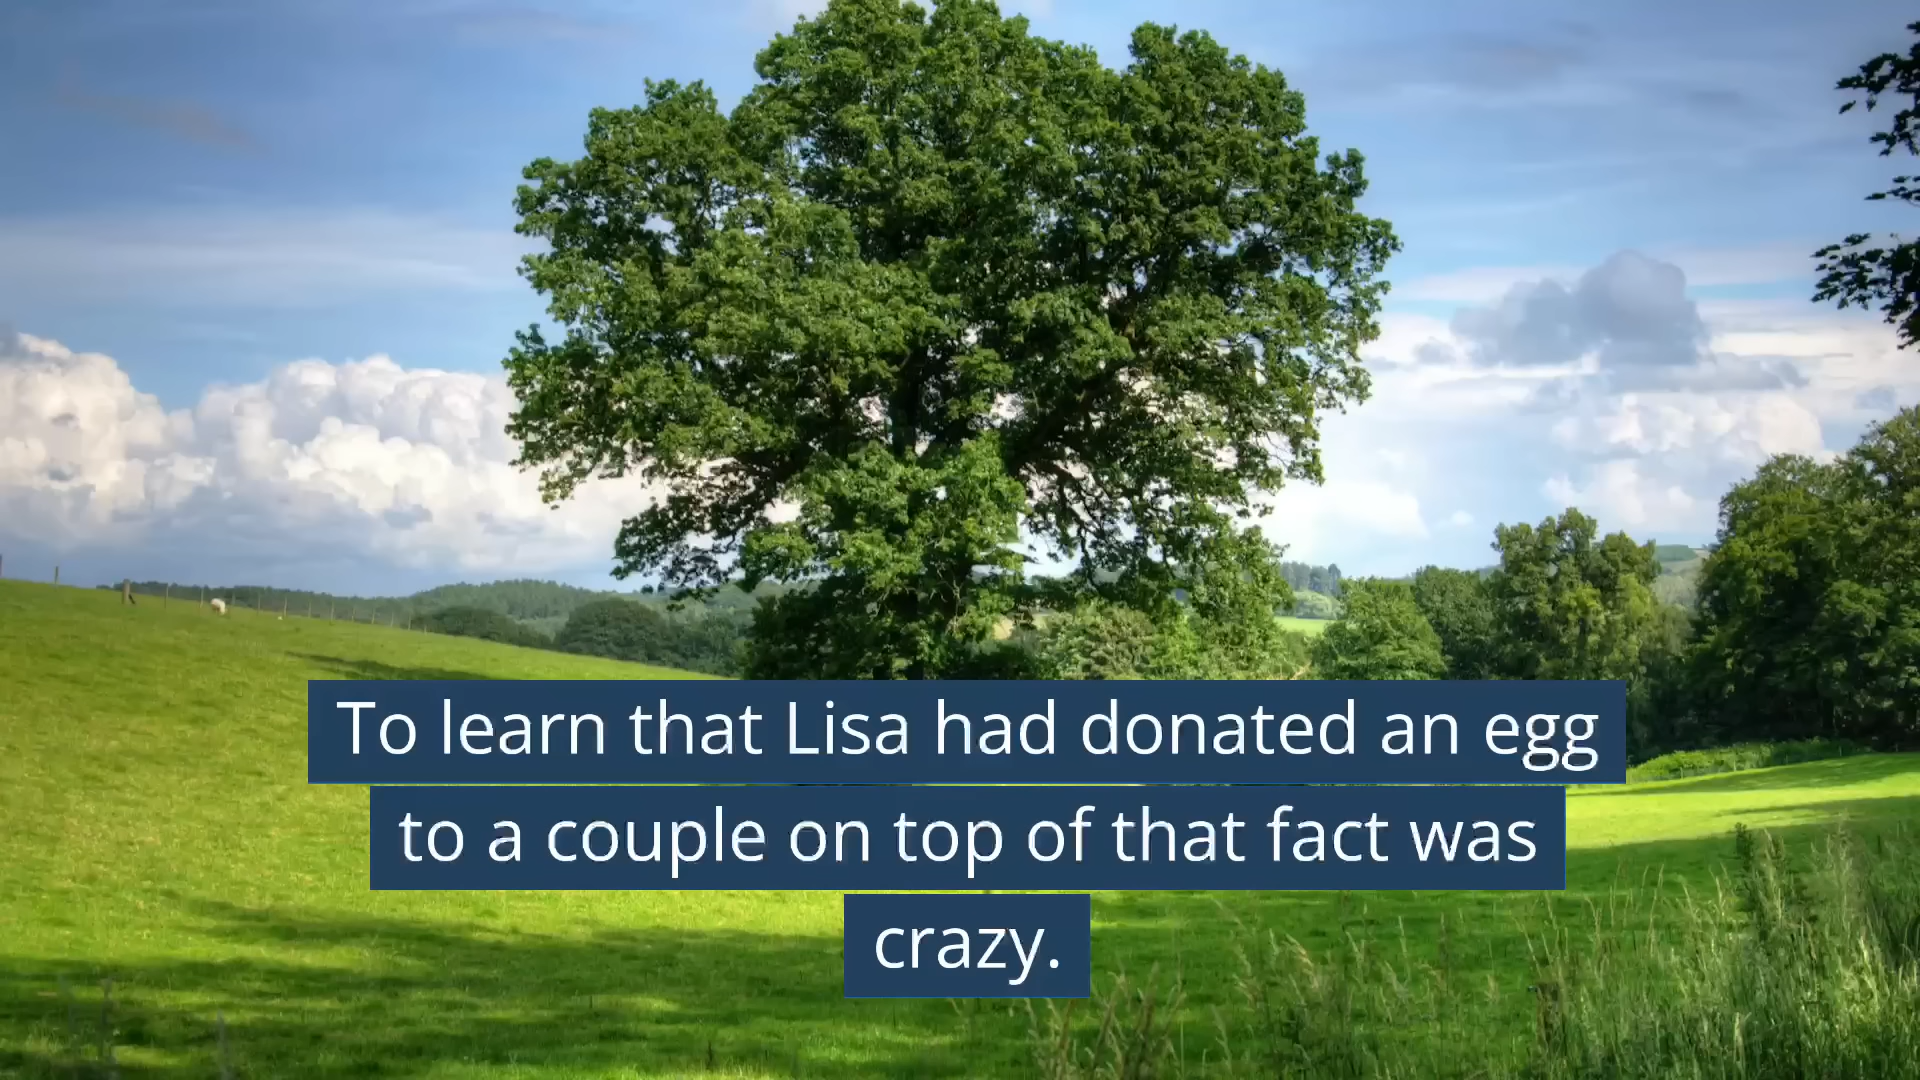 To learn that Lisa had donated an egg
to a couple on top of that fact was
crazy.